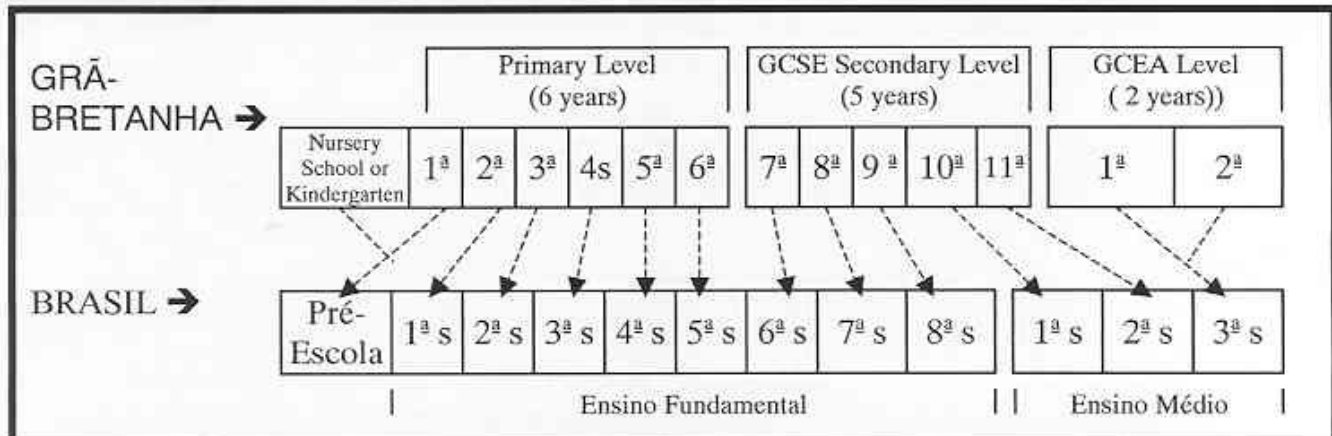 GRÃ-
BRETANHA ➔
Primary Level
(6 years)
GCSE Secondary Level
(5 years)
GCEA Level
( 2 years))
Nursery
School or
Kindergarten
1ª 2ª 3ª 4s 5ª 6ª 7ª 8ª 9ª 10ª 11ª 1ª 2ª
BRASIL ➔
Pré-
Escola
1ª s 2ª s 3ª s 4ª s 5ª s 6ª s 7ª s 8ª s 1ª s 2ª s 3ª s
Ensino Fundamental
Ensino Médio